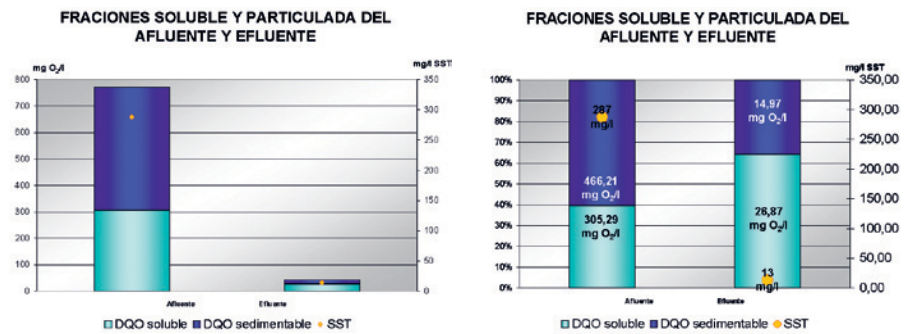 FRACIONES SOLUBLE Y PARTICULADA DEL
AFLUENTE Y EFLUENTE
mg O₂/l
mg/l SST
800
700
600
500
400
300
200
100
0
350
300
250
200
150
100
50
0
Afluente Efluente
DQO soluble DQO sedimentable SST
FRACIONES SOLUBLE Y PARTICULADA DEL
AFLUENTE Y EFLUENTE
mg/l SST
100%
90%
80%
70%
60%
50%
40%
30%
20%
10%
0%
287
mg/l
466,21
mg O₂/l
305,29
mg O₂/l
14,97
mg O₂/l
26,87
mg O₂/l
13
mg/l
350,00
300,00
250,00
200,00
150,00
100,00
50,00
0,00
Afluente Efluente
DQO soluble DQO sedimentable SST